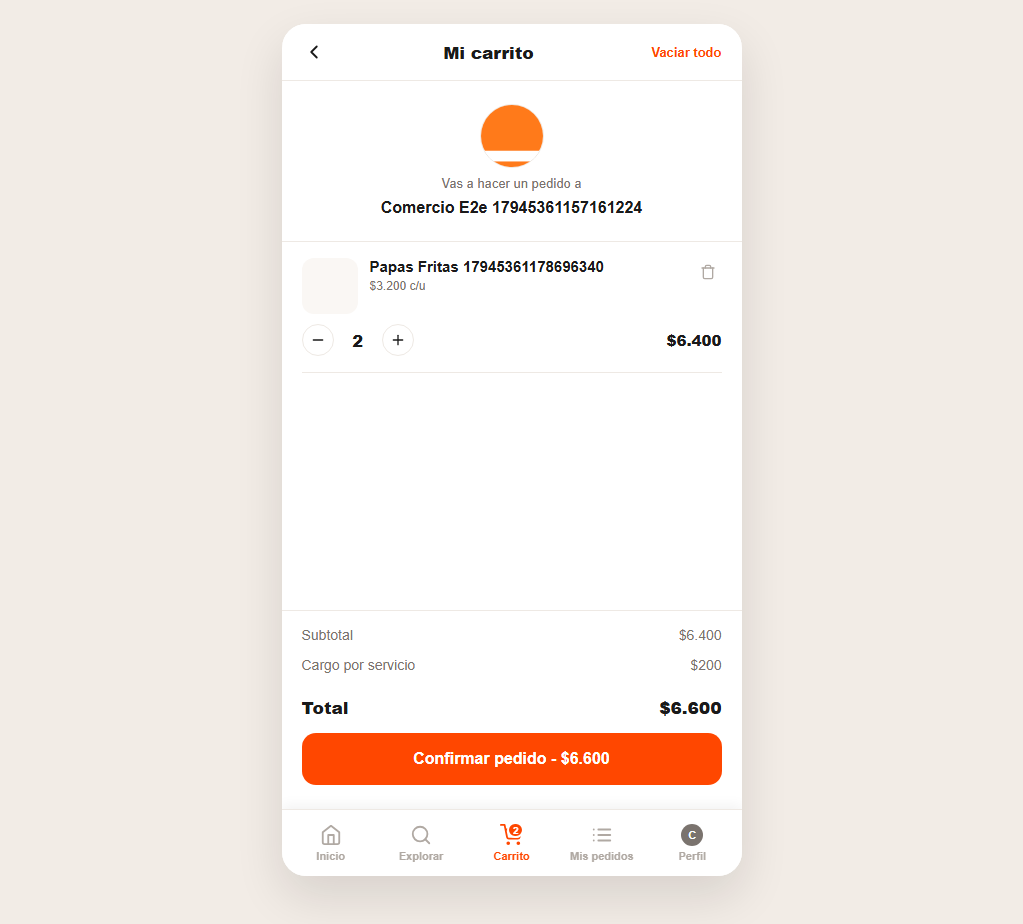 Mi carrito
Vaciar todo
Vas a hacer un pedido a
Comercio E2e 17945361157161224
Papas Fritas 17945361178696340
$3.200 c/u
2
$6.400
Subtotal
$6.400
Cargo por servicio
$200
Total
$6.600
Confirmar pedido - $6.600
2
C
Inicio
Explorar
Carrito
Mis pedidos
Perfil